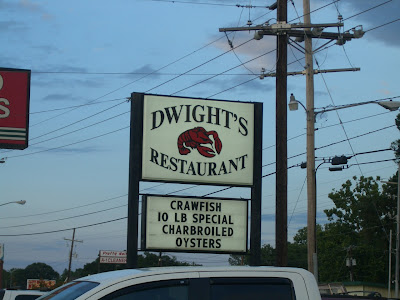 DWIGHT'S
RESTAURANT
CRAWFISH
10 LB SPECIAL
CHARBROILED
OYSTERS